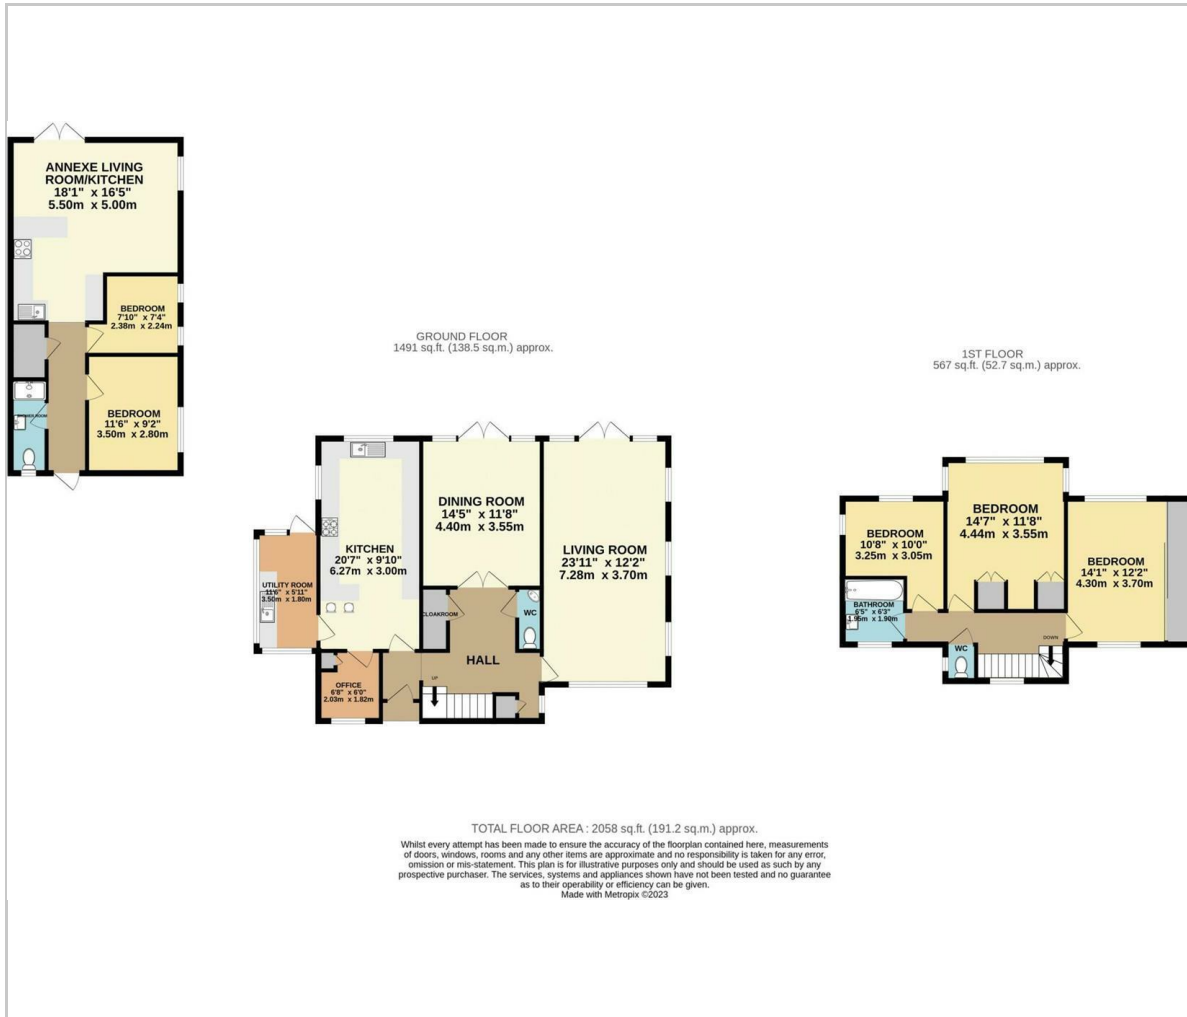 ANNEXE LIVING
ROOM/KITCHEN
18'1" x 16'5"
5.50m x 5.00m
BEDROOM
7'10" x 7'4"
2.38m x 2.24m
BEDROOM
11'6" x 9'2"
3.50m x 2.80m
SHOWER ROOM
GROUND FLOOR
1491 sq.ft. (138.5 sq.m.) approx.
KITCHEN
20'7" x 9'10"
6.27m x 3.00m
DINING ROOM
14'5" x 11'8"
4.40m x 3.55m
LIVING ROOM
23'11" x 12'2"
7.28m x 3.70m
UTILITY ROOM
11'6" x 5'11"
3.50m x 1.80m
CLOAKROOM
WC
HALL
UP
OFFICE
6'8" x 6'0"
2.03m x 1.82m
1ST FLOOR
567 sq.ft. (52.7 sq.m.) approx.
BEDROOM
14'7" x 11'8"
4.44m x 3.55m
BEDROOM
10'8" x 10'0"
3.25m x 3.05m
BEDROOM
14'1" x 12'2"
4.30m x 3.70m
BATHROOM
6'5" x 6'3"
1.95m x 1.90m
WC
DOWN
TOTAL FLOOR AREA : 2058 sq.ft. (191.2 sq.m.) approx.
Whilst every attempt has been made to ensure the accuracy of the floorplan contained here, measurements
of doors, windows, rooms and any other items are approximate and no responsibility is taken for any error,
omission or mis-statement. This plan is for illustrative purposes only and should be used as such by any
prospective purchaser. The services, systems and appliances shown have not been tested and no guarantee
as to their operability or efficiency can be given.
Made with Metropix ©2023